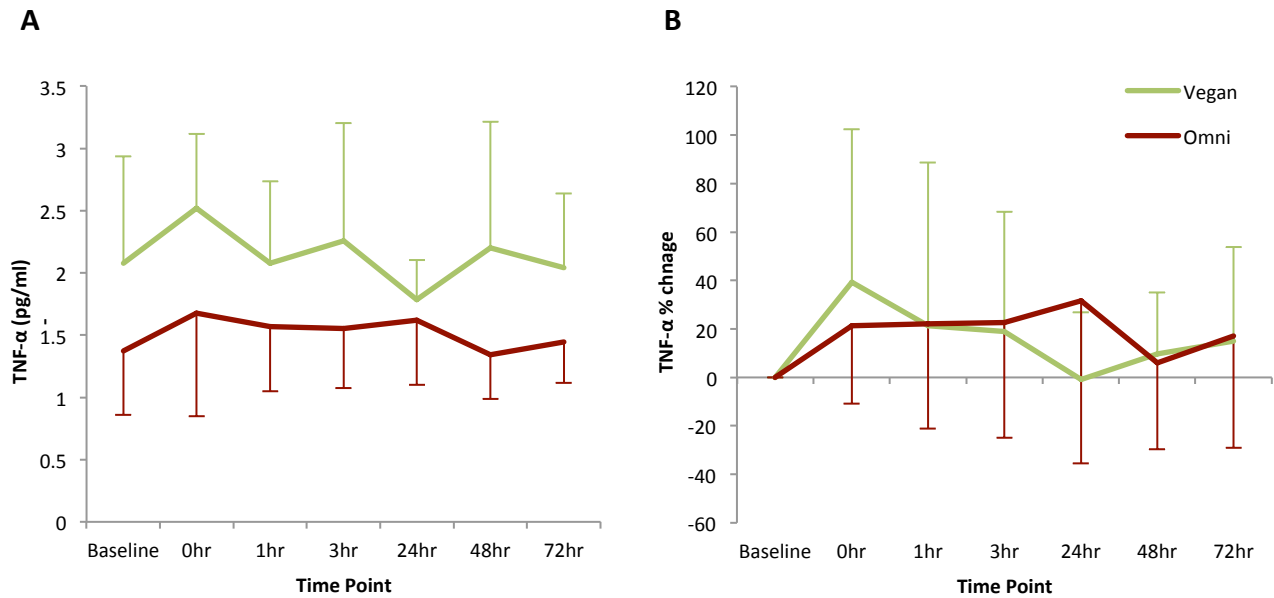 A
B
TNF-α (pg/ml)
3.5
3
2.5
2
1.5
1
0.5
0
Baseline 0hr 1hr 3hr 24hr 48hr 72hr
Time Point
TNF-α % chnage
120
100
80
60
40
20
0
-20
-40
-60
Vegan
Omni
Baseline 0hr 1hr 3hr 24hr 48hr 72hr
Time Point